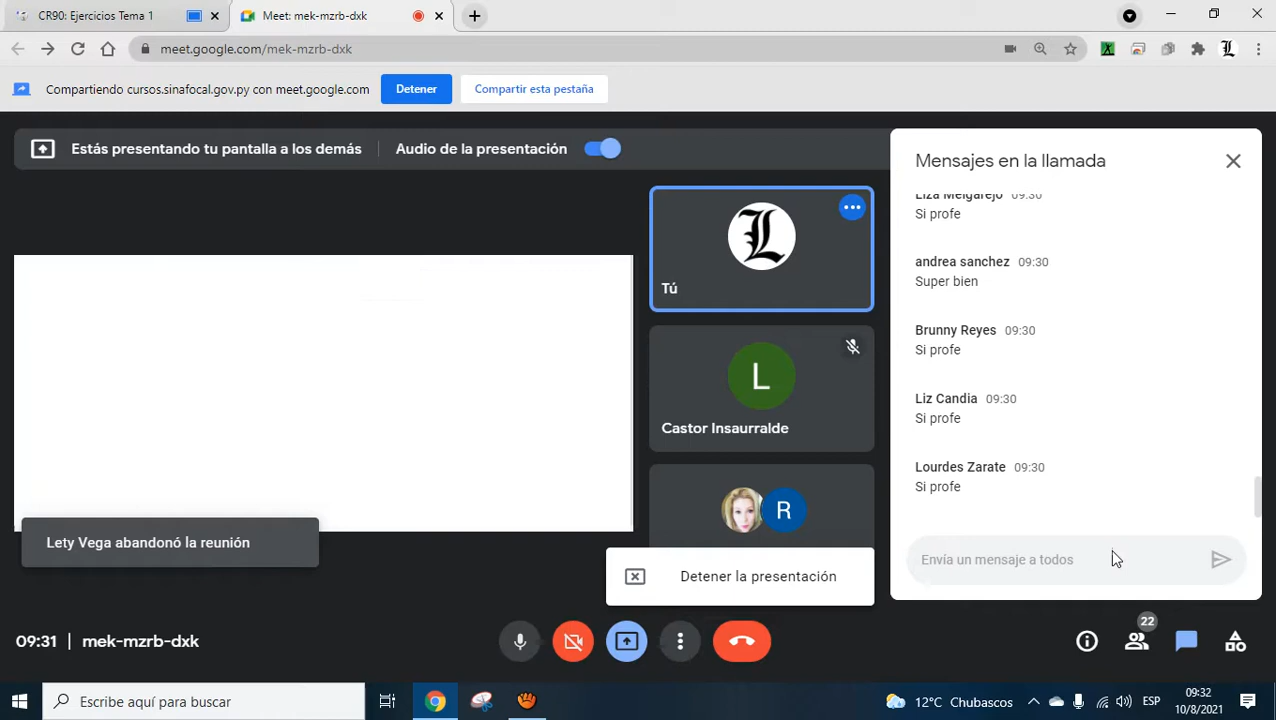 CR90: Ejercicios Tema 1
Meet: mek-mzrb-dxk
meet.google.com/mek-mzrb-dxk
L
Compartiendo cursos.sinafocal.gov.py con meet.google.com
Detener
Compartir esta pestaña
Estás presentando tu pantalla a los demás
Audio de la presentación
L
Tú
L
Castor Insaurralde
R
Mensajes en la llamada
Liza Melgarejo 09:30
Si profe
andrea sanchez 09:30
Super bien
Brunny Reyes 09:30
Si profe
Liz Candia 09:30
Si profe
Lourdes Zarate 09:30
Si profe
Envía un mensaje a todos
Lety Vega abandonó la reunión
Detener la presentación
09:31 | mek-mzrb-dxk
22
Escribe aquí para buscar
12°C Chubascos
ESP
09:32
10/8/2021